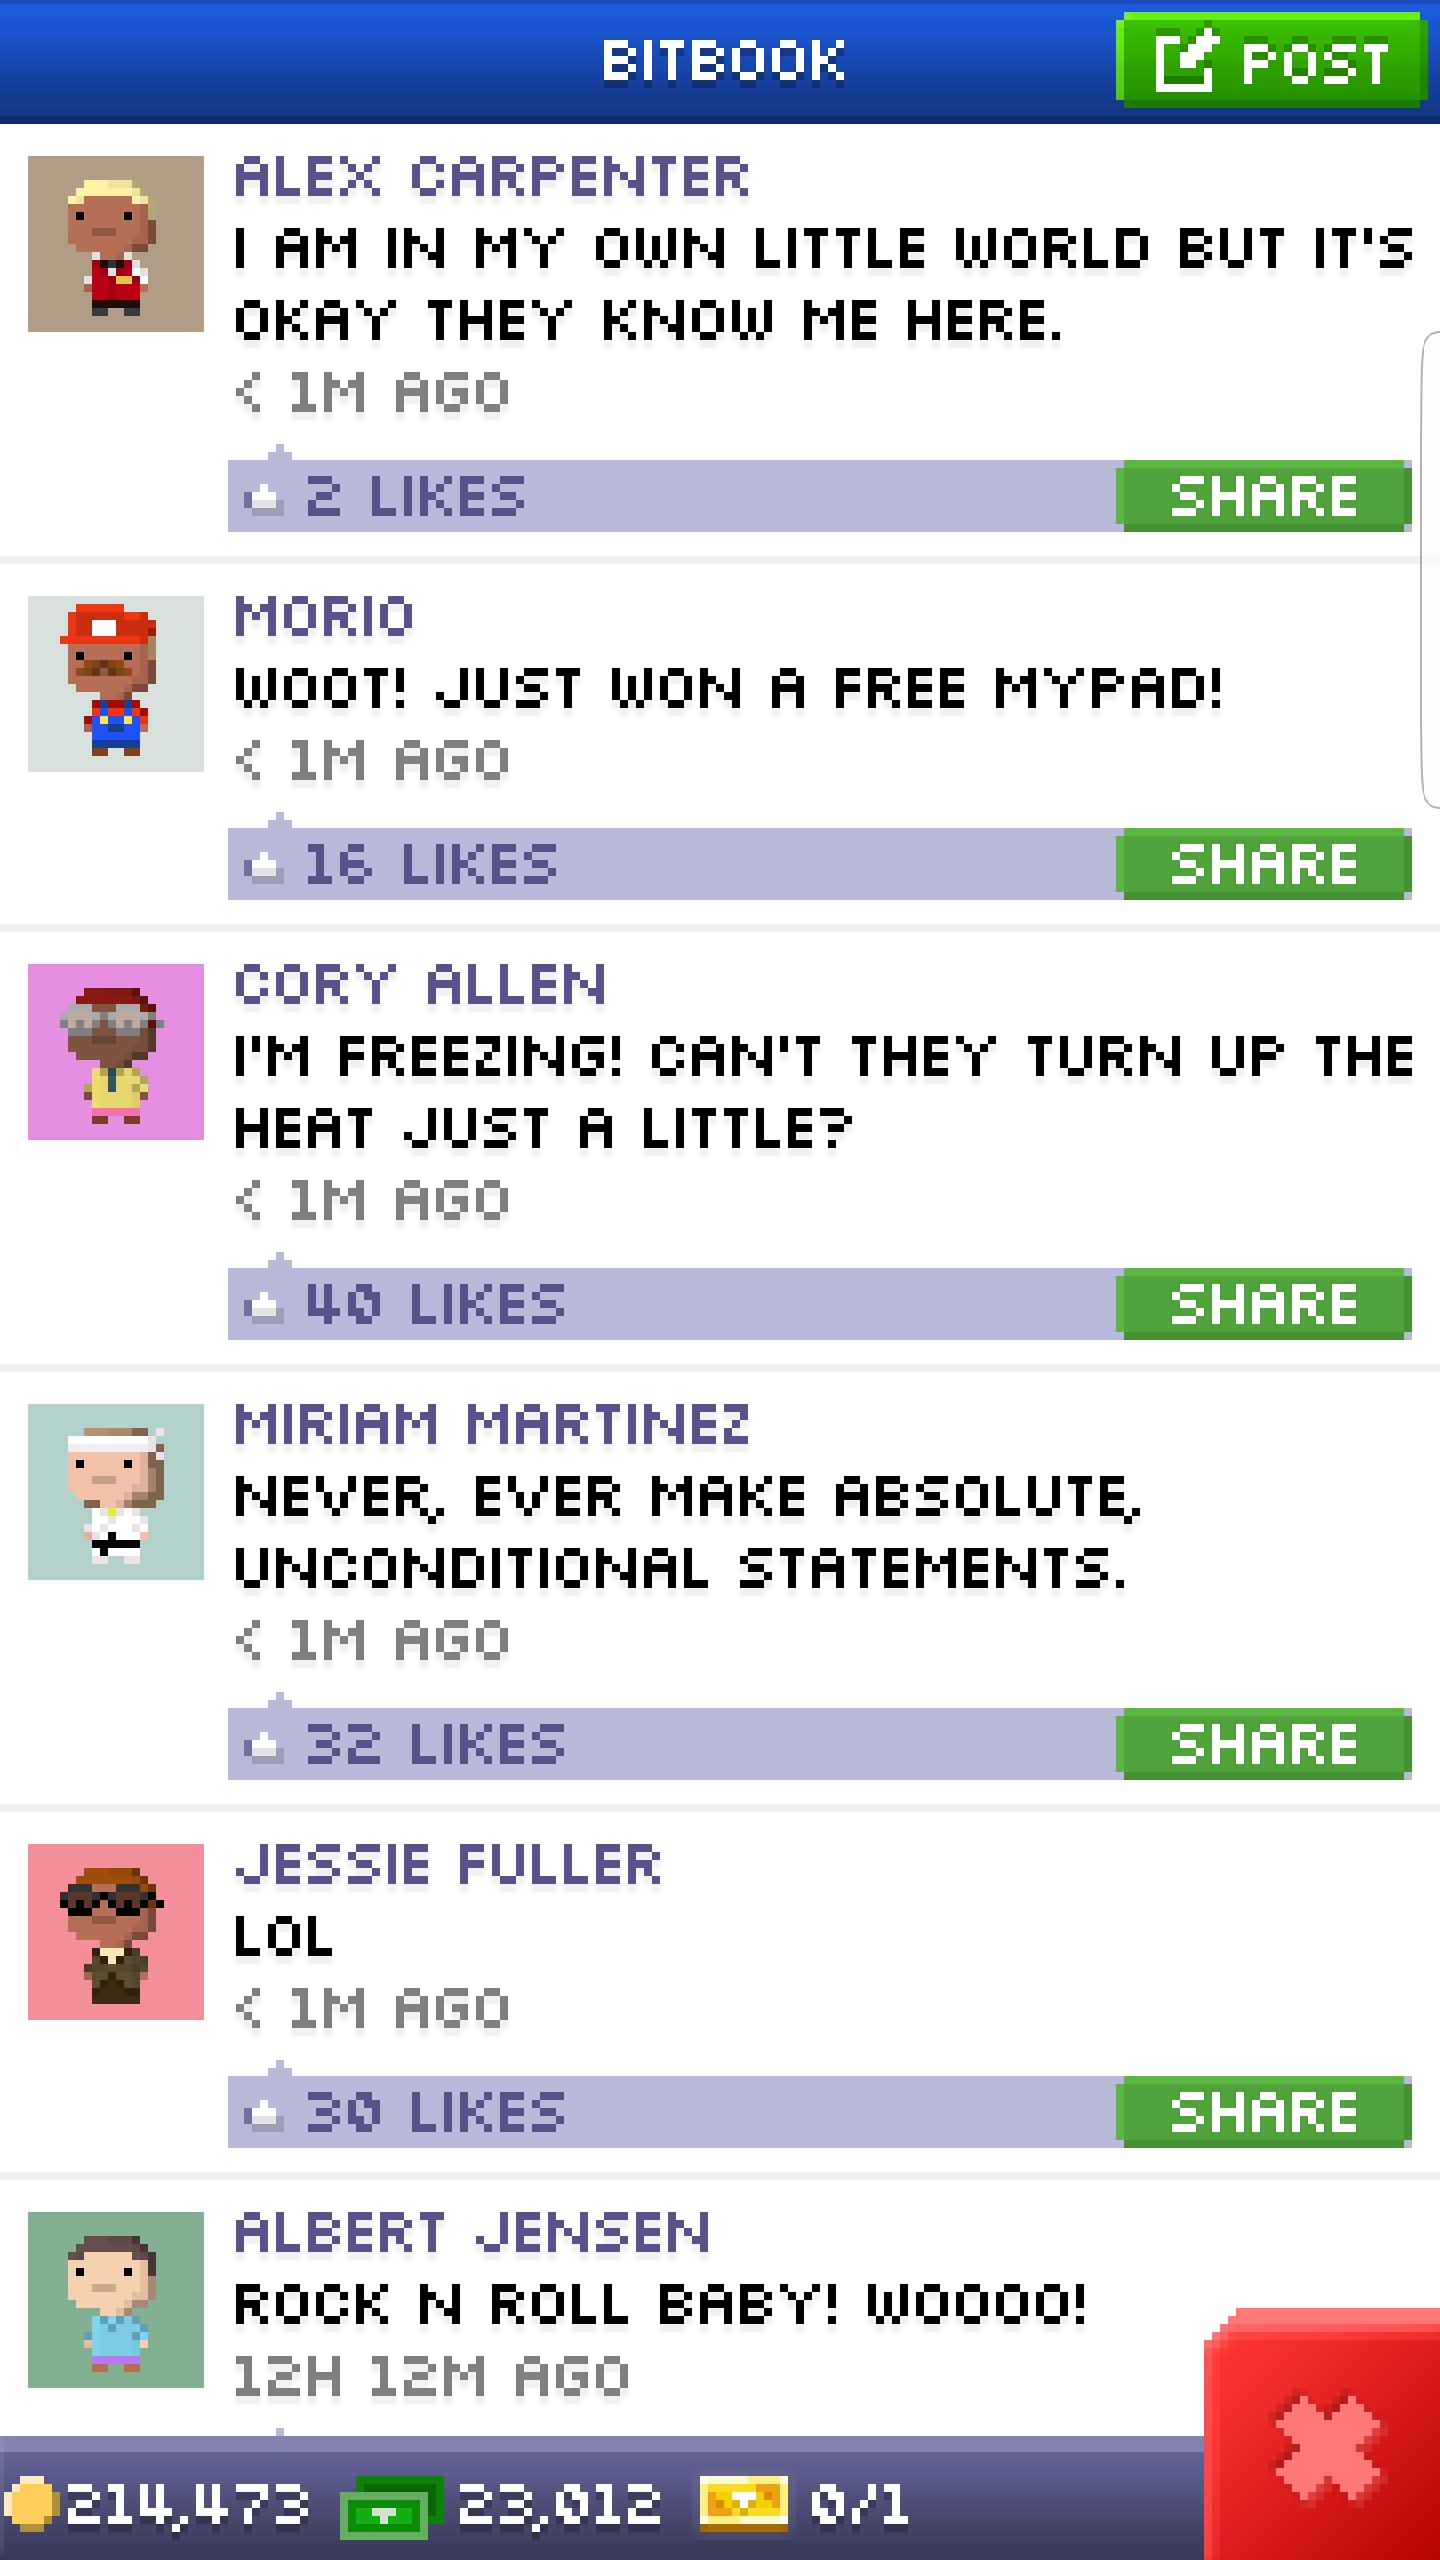 BITBOOK
POST
ALEX CARPENTER
I AM IN MY OWN LITTLE WORLD BUT IT'S
OKAY THEY KNOW ME HERE.
< 1M AGO
2 LIKES
SHARE
MORIO
WOOT! JUST WON A FREE MYPAD!
< 1M AGO
16 LIKES
SHARE
CORY ALLEN
I'M FREEZING! CAN'T THEY TURN UP THE
HEAT JUST A LITTLE?
< 1M AGO
40 LIKES
SHARE
MIRIAM MARTINEZ
NEVER, EVER MAKE ABSOLUTE,
UNCONDITIONAL STATEMENTS.
< 1M AGO
32 LIKES
SHARE
JESSIE FULLER
LOL
< 1M AGO
30 LIKES
SHARE
ALBERT JENSEN
ROCK N ROLL BABY! WOOOO!
12H 12M AGO
214,473 23,012 0/1